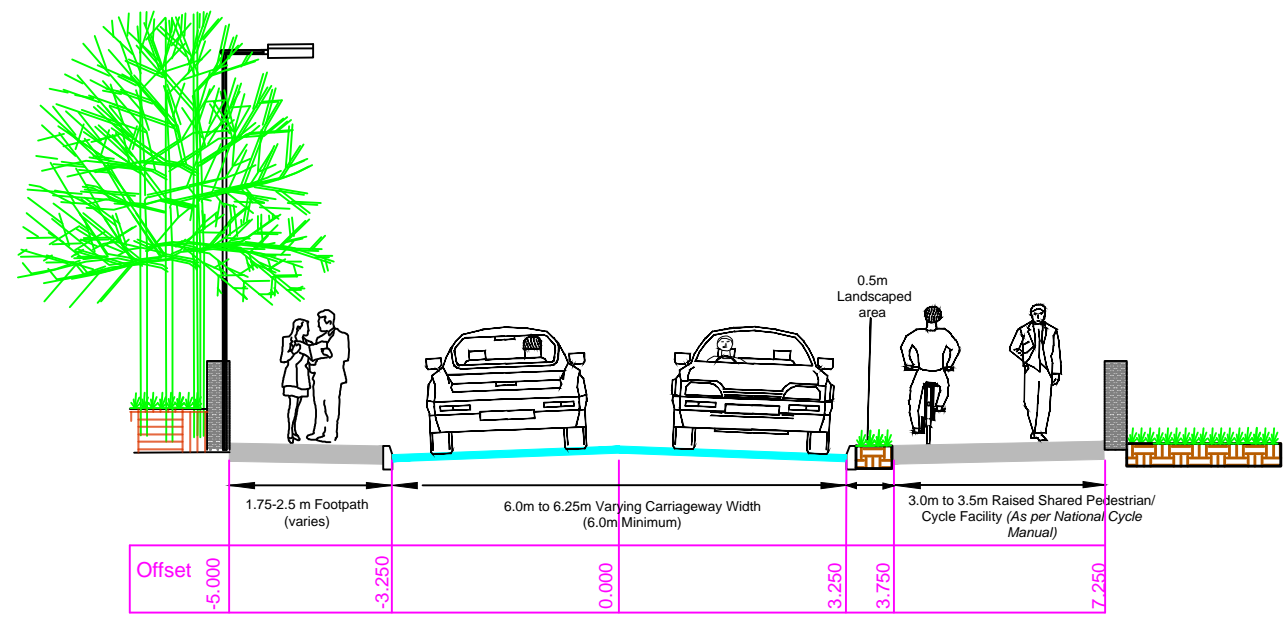 0.5m
Landscaped
area
1.75-2.5 m Footpath
(varies)
6.0m to 6.25m Varying Carriageway Width
(6.0m Minimum)
3.0m to 3.5m Raised Shared Pedestrian/
Cycle Facility (As per National Cycle
Manual)
Offset
-5.000
-3.250
0.000
3.250
3.750
7.250